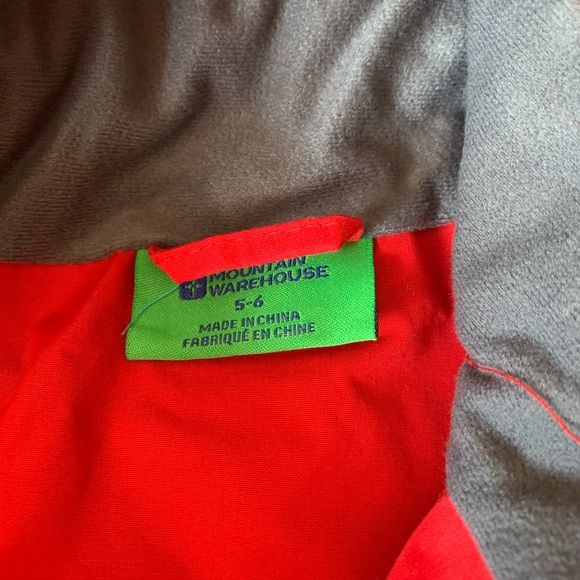 MOUNTAIN
WAREHOUSE
5-6
MADE IN CHINA
FABRIQUÉ EN CHINE